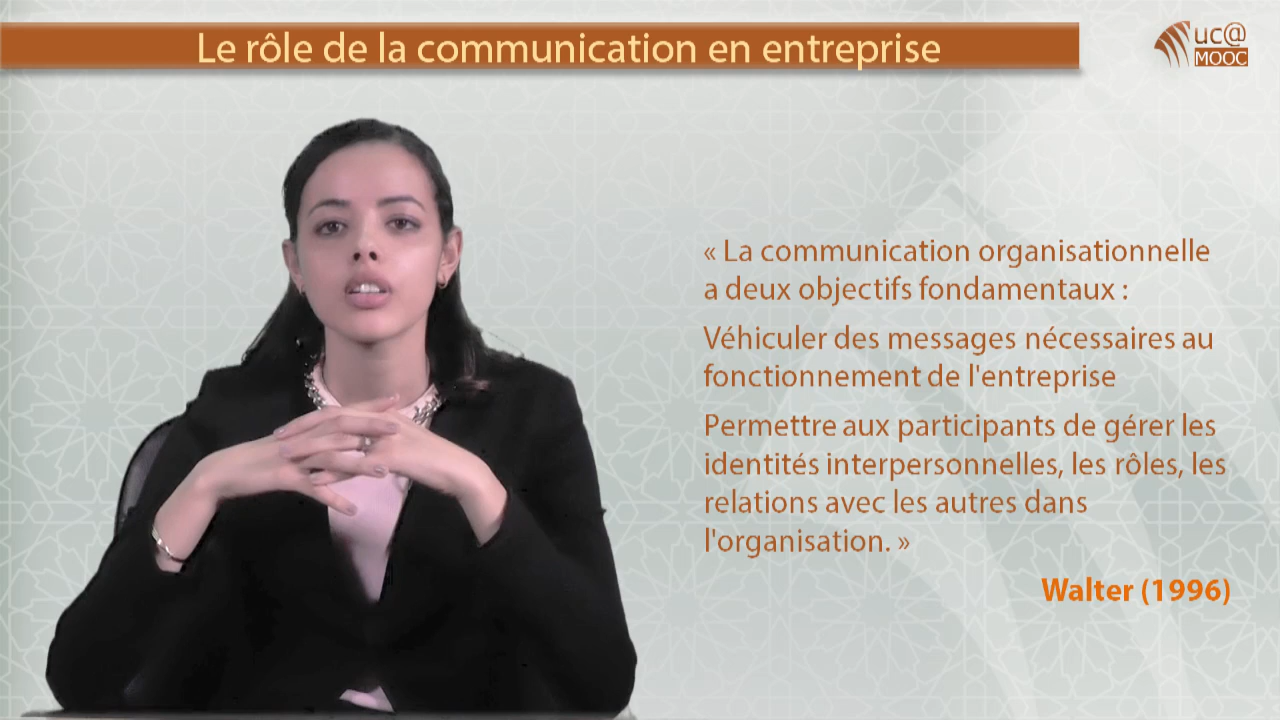 Le rôle de la communication en entreprise
uc@
MOOC
« La communication organisationnelle
a deux objectifs fondamentaux :
Véhiculer des messages nécessaires au
fonctionnement de l'entreprise
Permettre aux participants de gérer les
identités interpersonnelles, les rôles, les
relations avec les autres dans
l'organisation. »
Walter (1996)